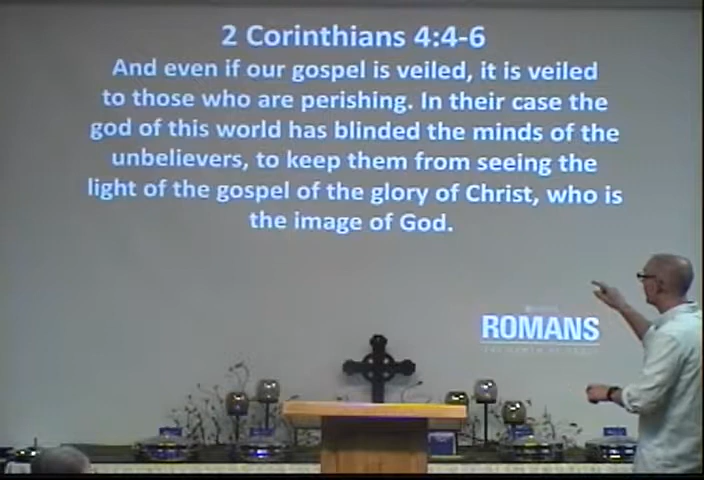 2 Corinthians 4:4-6
And even if our gospel is veiled, it is veiled
to those who are perishing. In their case the
god of this world has blinded the minds of the
unbelievers, to keep them from seeing the
light of the gospel of the glory of Christ, who is
the image of God.
ROMANS